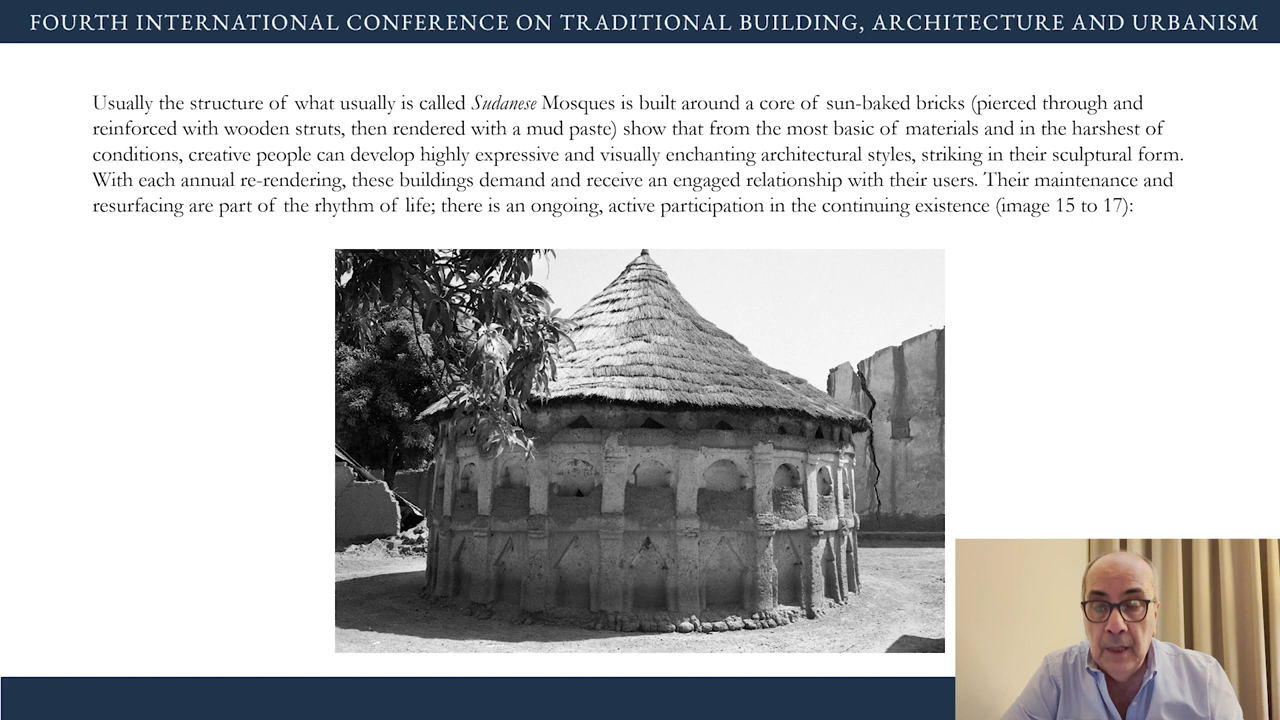 FOURTH INTERNATIONAL CONFERENCE ON TRADITIONAL BUILDING, ARCHITECTURE AND URBANISM
Usually the structure of what usually is called Sudanese Mosques is built around a core of sun-baked bricks (pierced through and
reinforced with wooden struts, then rendered with a mud paste) show that from the most basic of materials and in the harshest of
conditions, creative people can develop highly expressive and visually enchanting architectural styles, striking in their sculptural form.
With each annual re-rendering, these buildings demand and receive an engaged relationship with their users. Their maintenance and
resurfacing are part of the rhythm of life; there is an ongoing, active participation in the continuing existence (image 15 to 17):